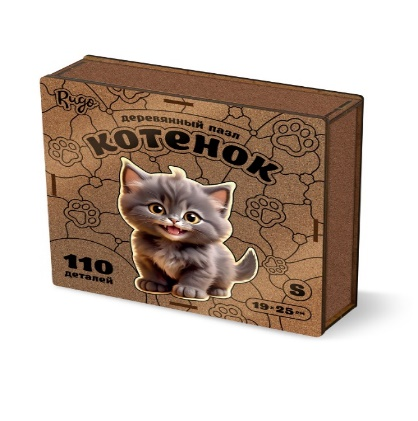 Rugo
деревянный пазл
котенок
110
деталей
S
19×25 см